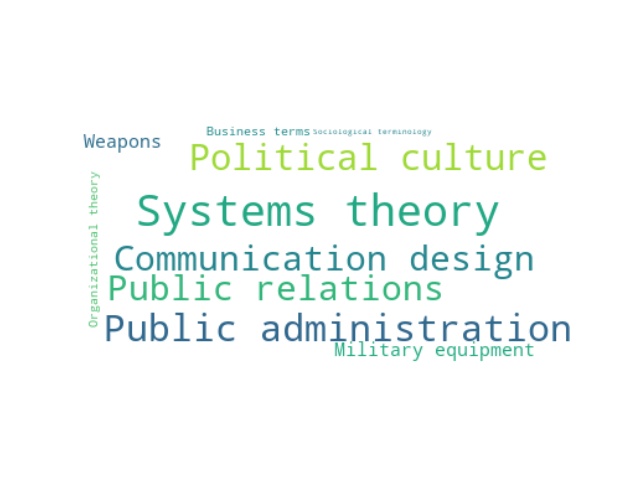 Business terms
Sociological terminology
Weapons
Political culture
Organizational theory
Systems theory
Communication design
Public relations
Public administration
Military equipment